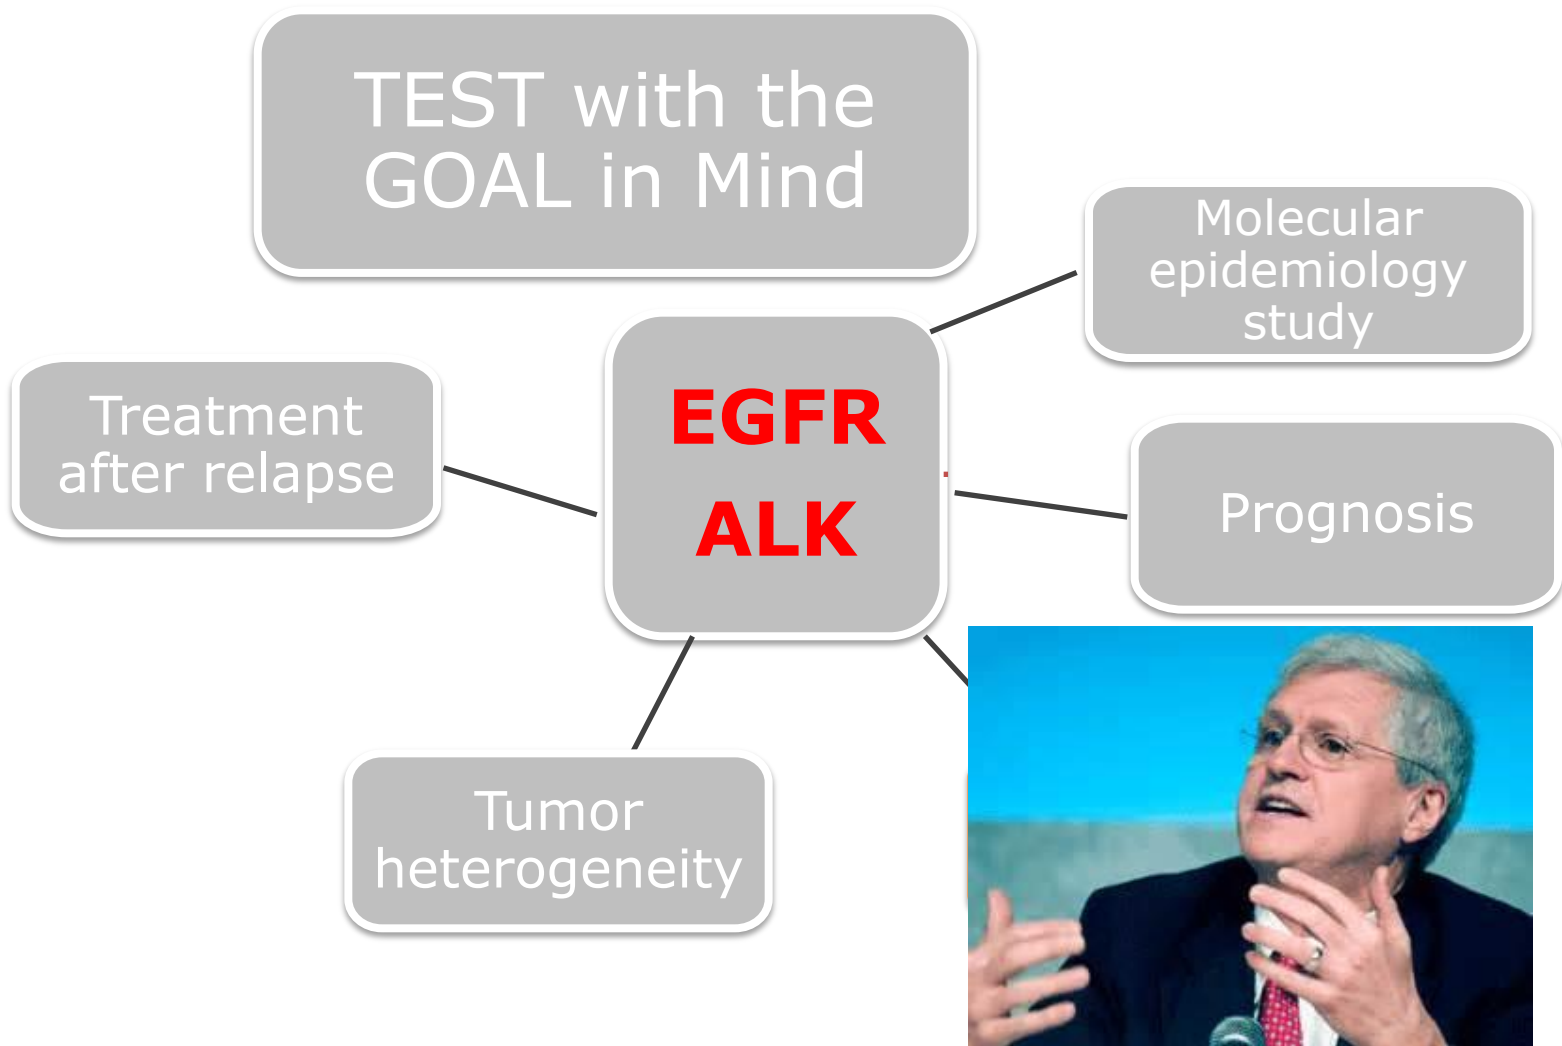 TEST with the
GOAL in Mind
Molecular
epidemiology
study
EGFR
ALK
Treatment
after relapse
Prognosis
Tumor
heterogeneity